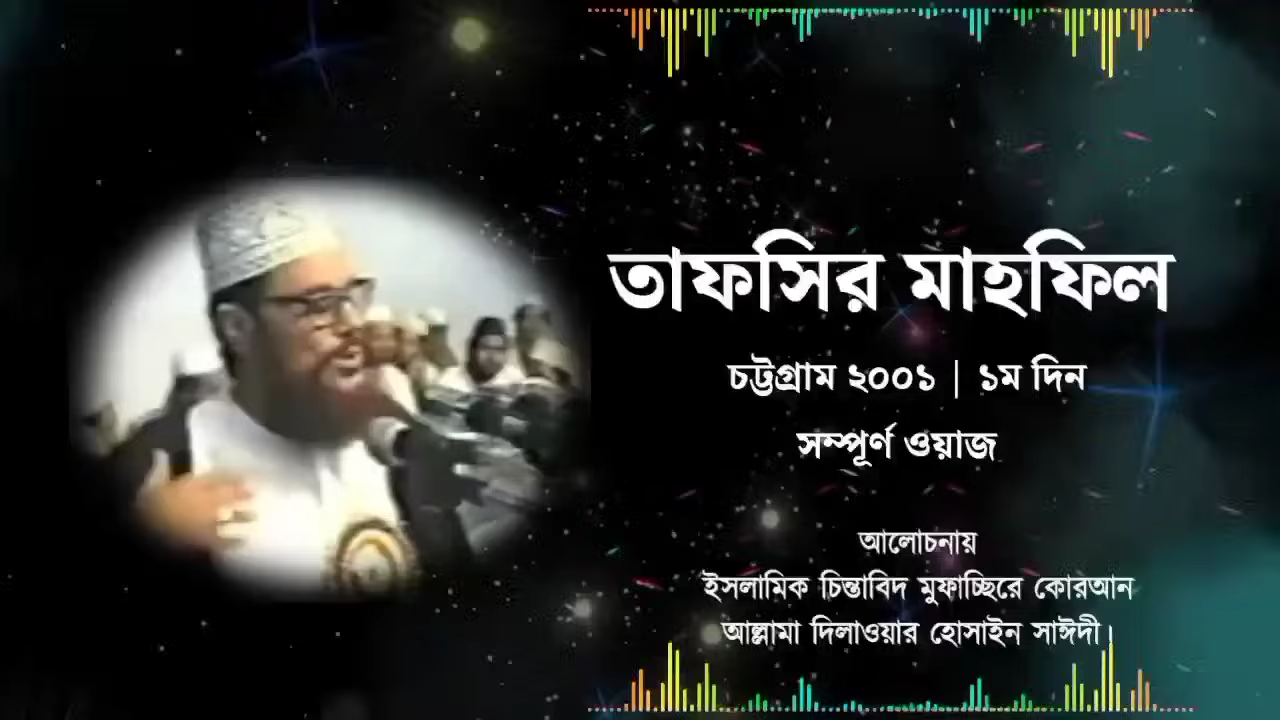 তাফসির মাহফিল
চট্টগ্রাম ২০০১ | ১ম দিন
সম্পূর্ণ ওয়াজ
আলোচনায়
ইসলামিক চিন্তাবিদ মুফাচ্ছিরে কোরআন
আল্লামা দিলাওয়ার হোসাইন সাঈদী।